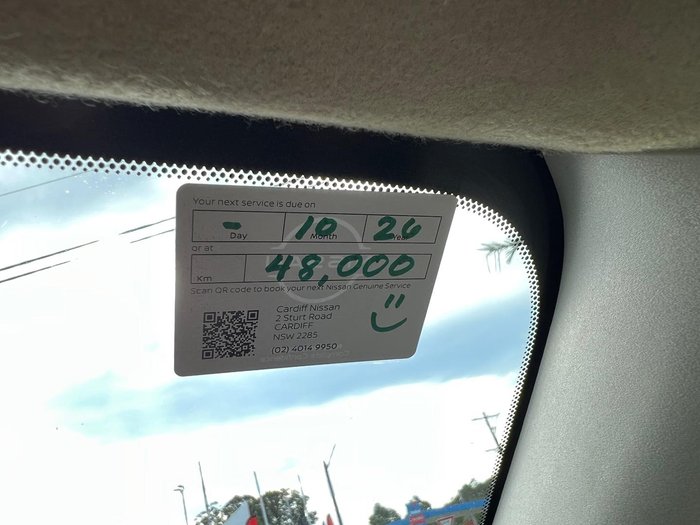 Your next service is due on
- 10 26
Day Month Year
or at
Km 48,000
Scan QR code to book your next Nissan Genuine Service
Cardiff Nissan
2 Sturt Road
CARDIFF
NSW 2285
(02) 4014 9950